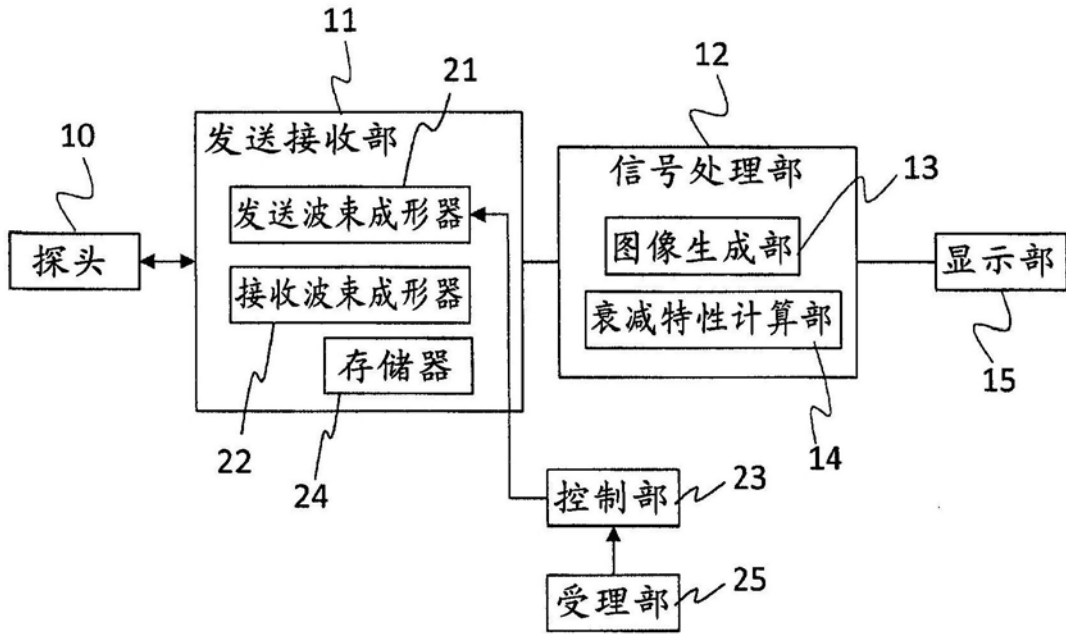 11
21
12
10
发送接收部
信号处理部
13
发送波束成形器
图像生成部
探头
显示部
接收波束成形器
衰减特性计算部
存储器
15
22
24
14
控制部
23
受理部
25